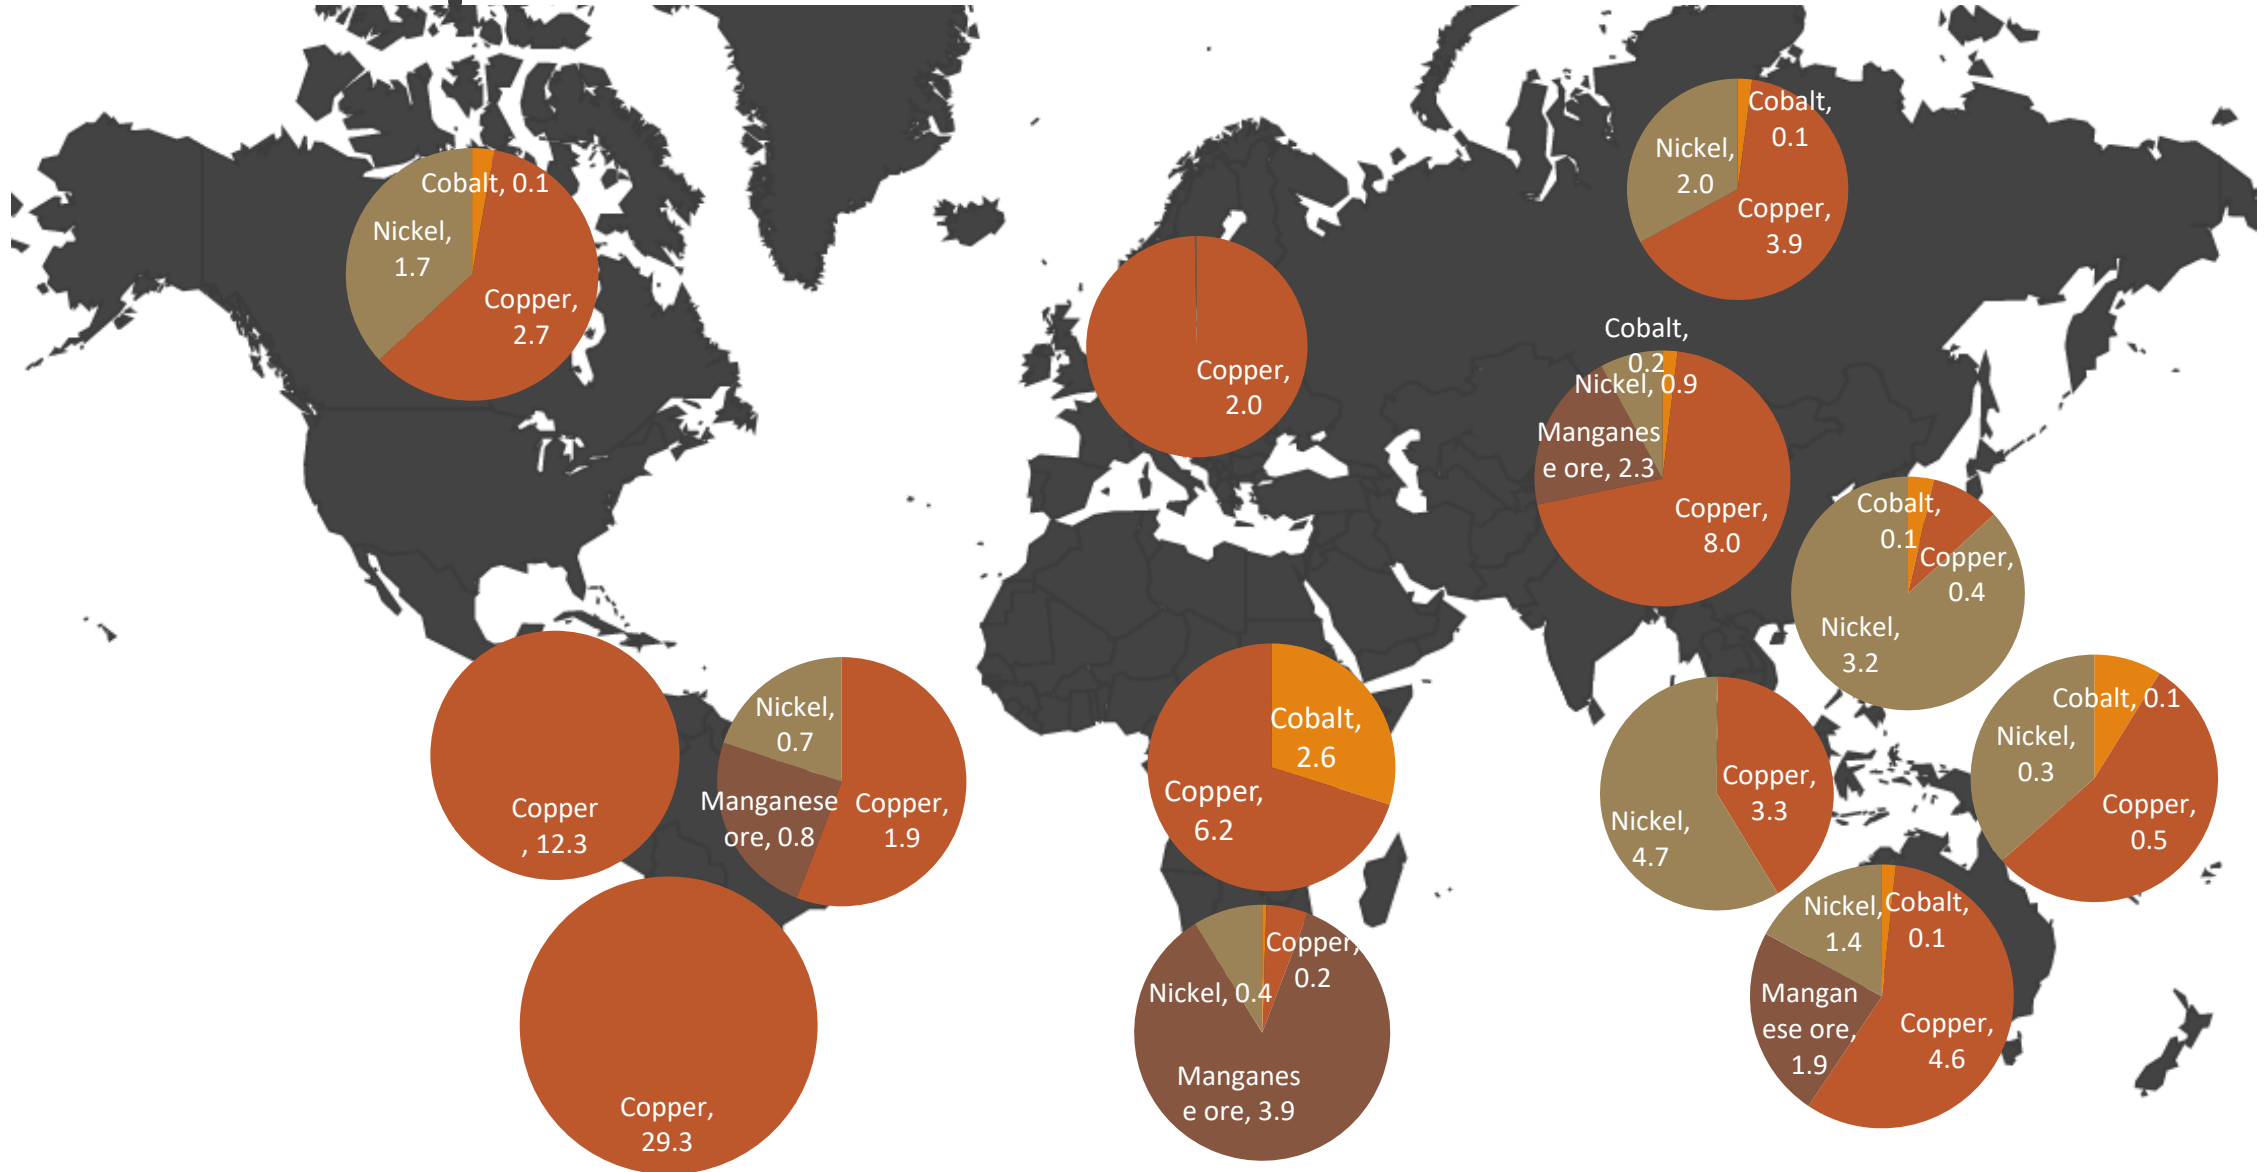 Cobalt,
0.1
Nickel,
2.0
Copper,
3.9
Cobalt, 0.1
Nickel,
1.7
Copper,
2.7
Copper,
2.0
Cobalt,
0.2
Nickel, 0.9
Manganes
e ore, 2.3
Copper,
8.0
Cobalt,
0.1
Copper,
0.4
Nickel,
3.2
Copper
, 12.3
Nickel,
0.7
Manganese
ore, 0.8
Copper,
1.9
Cobalt,
2.6
Copper,
6.2
Copper,
3.3
Nickel,
4.7
Cobalt, 0.1
Nickel,
0.3
Copper,
0.5
Copper,
29.3
Copper,
0.2
Nickel, 0.4
Manganes
e ore, 3.9
Nickel,
1.4
Cobalt,
0.1
Mangan
ese ore,
1.9
Copper,
4.6